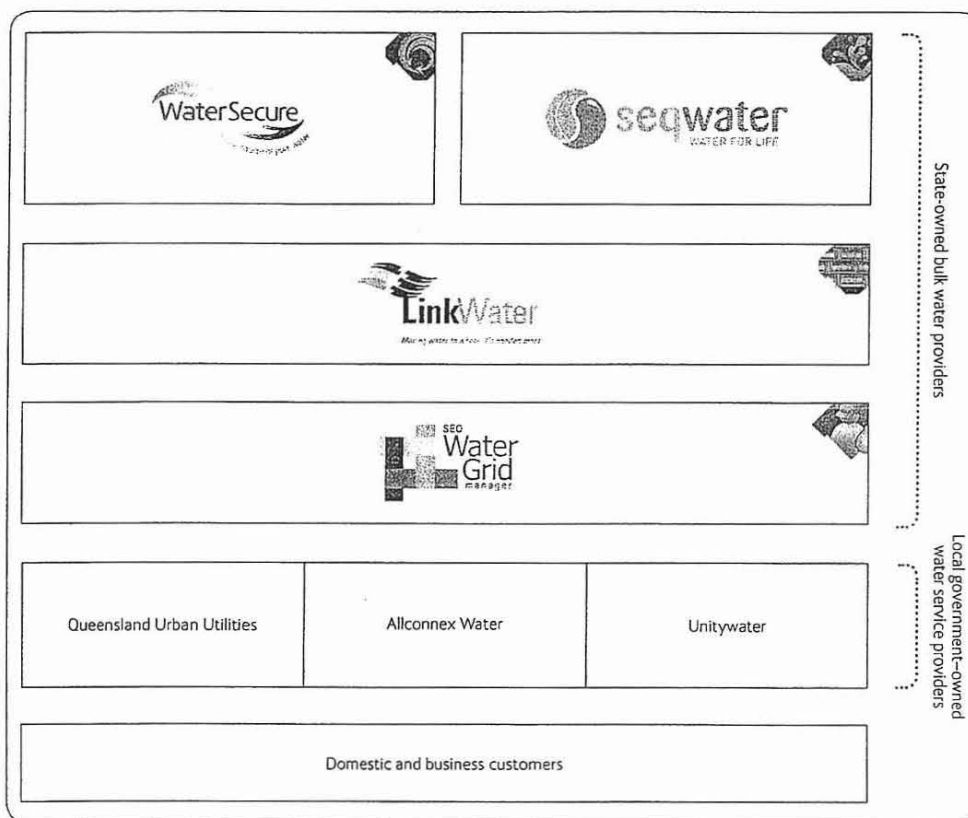 WaterSecure
seqwater
WATER FOR LIFE
LinkWater
SEQ
Water
Grid
manager
State-owned bulk water providers
Queensland Urban Utilities
Allconnex Water
Unitywater
Local government–owned
water service providers
Domestic and business customers